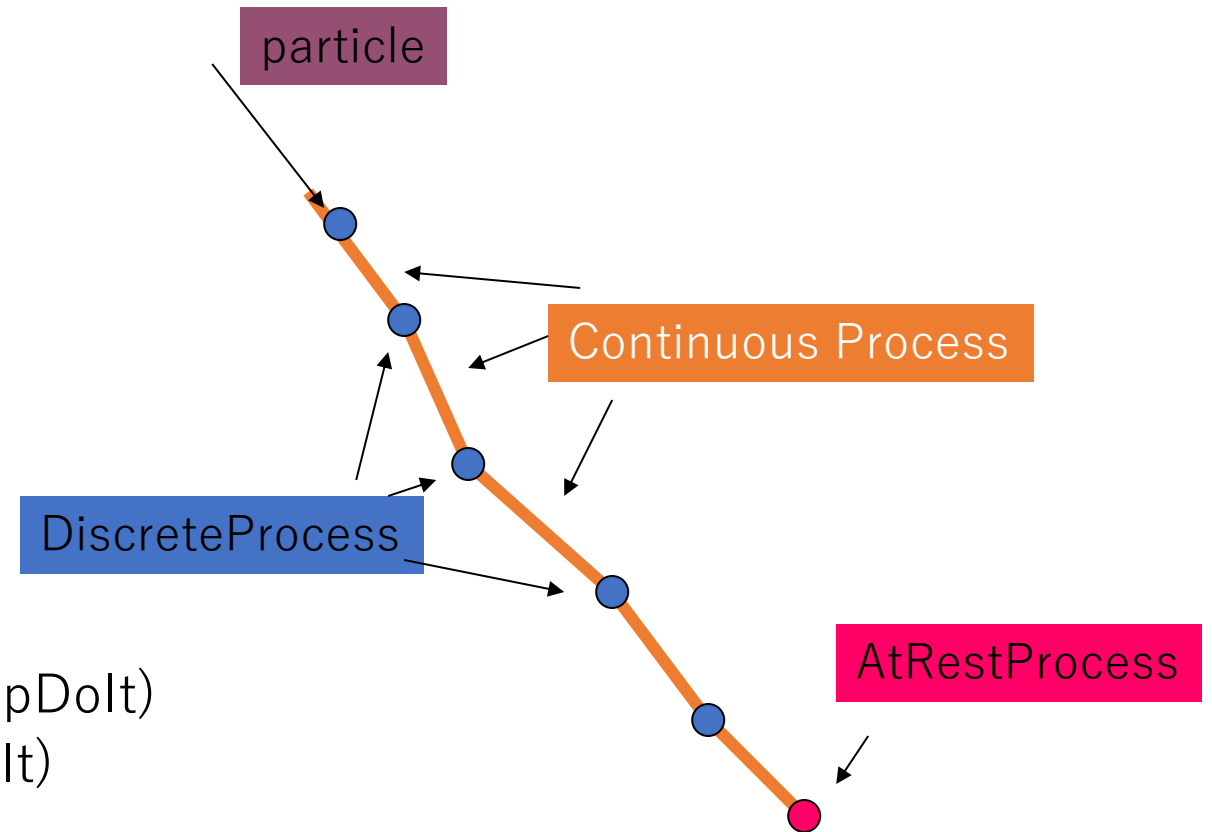 particle
Continuous Process
DiscreteProcess
AtRestProcess
pDoIt)
It)